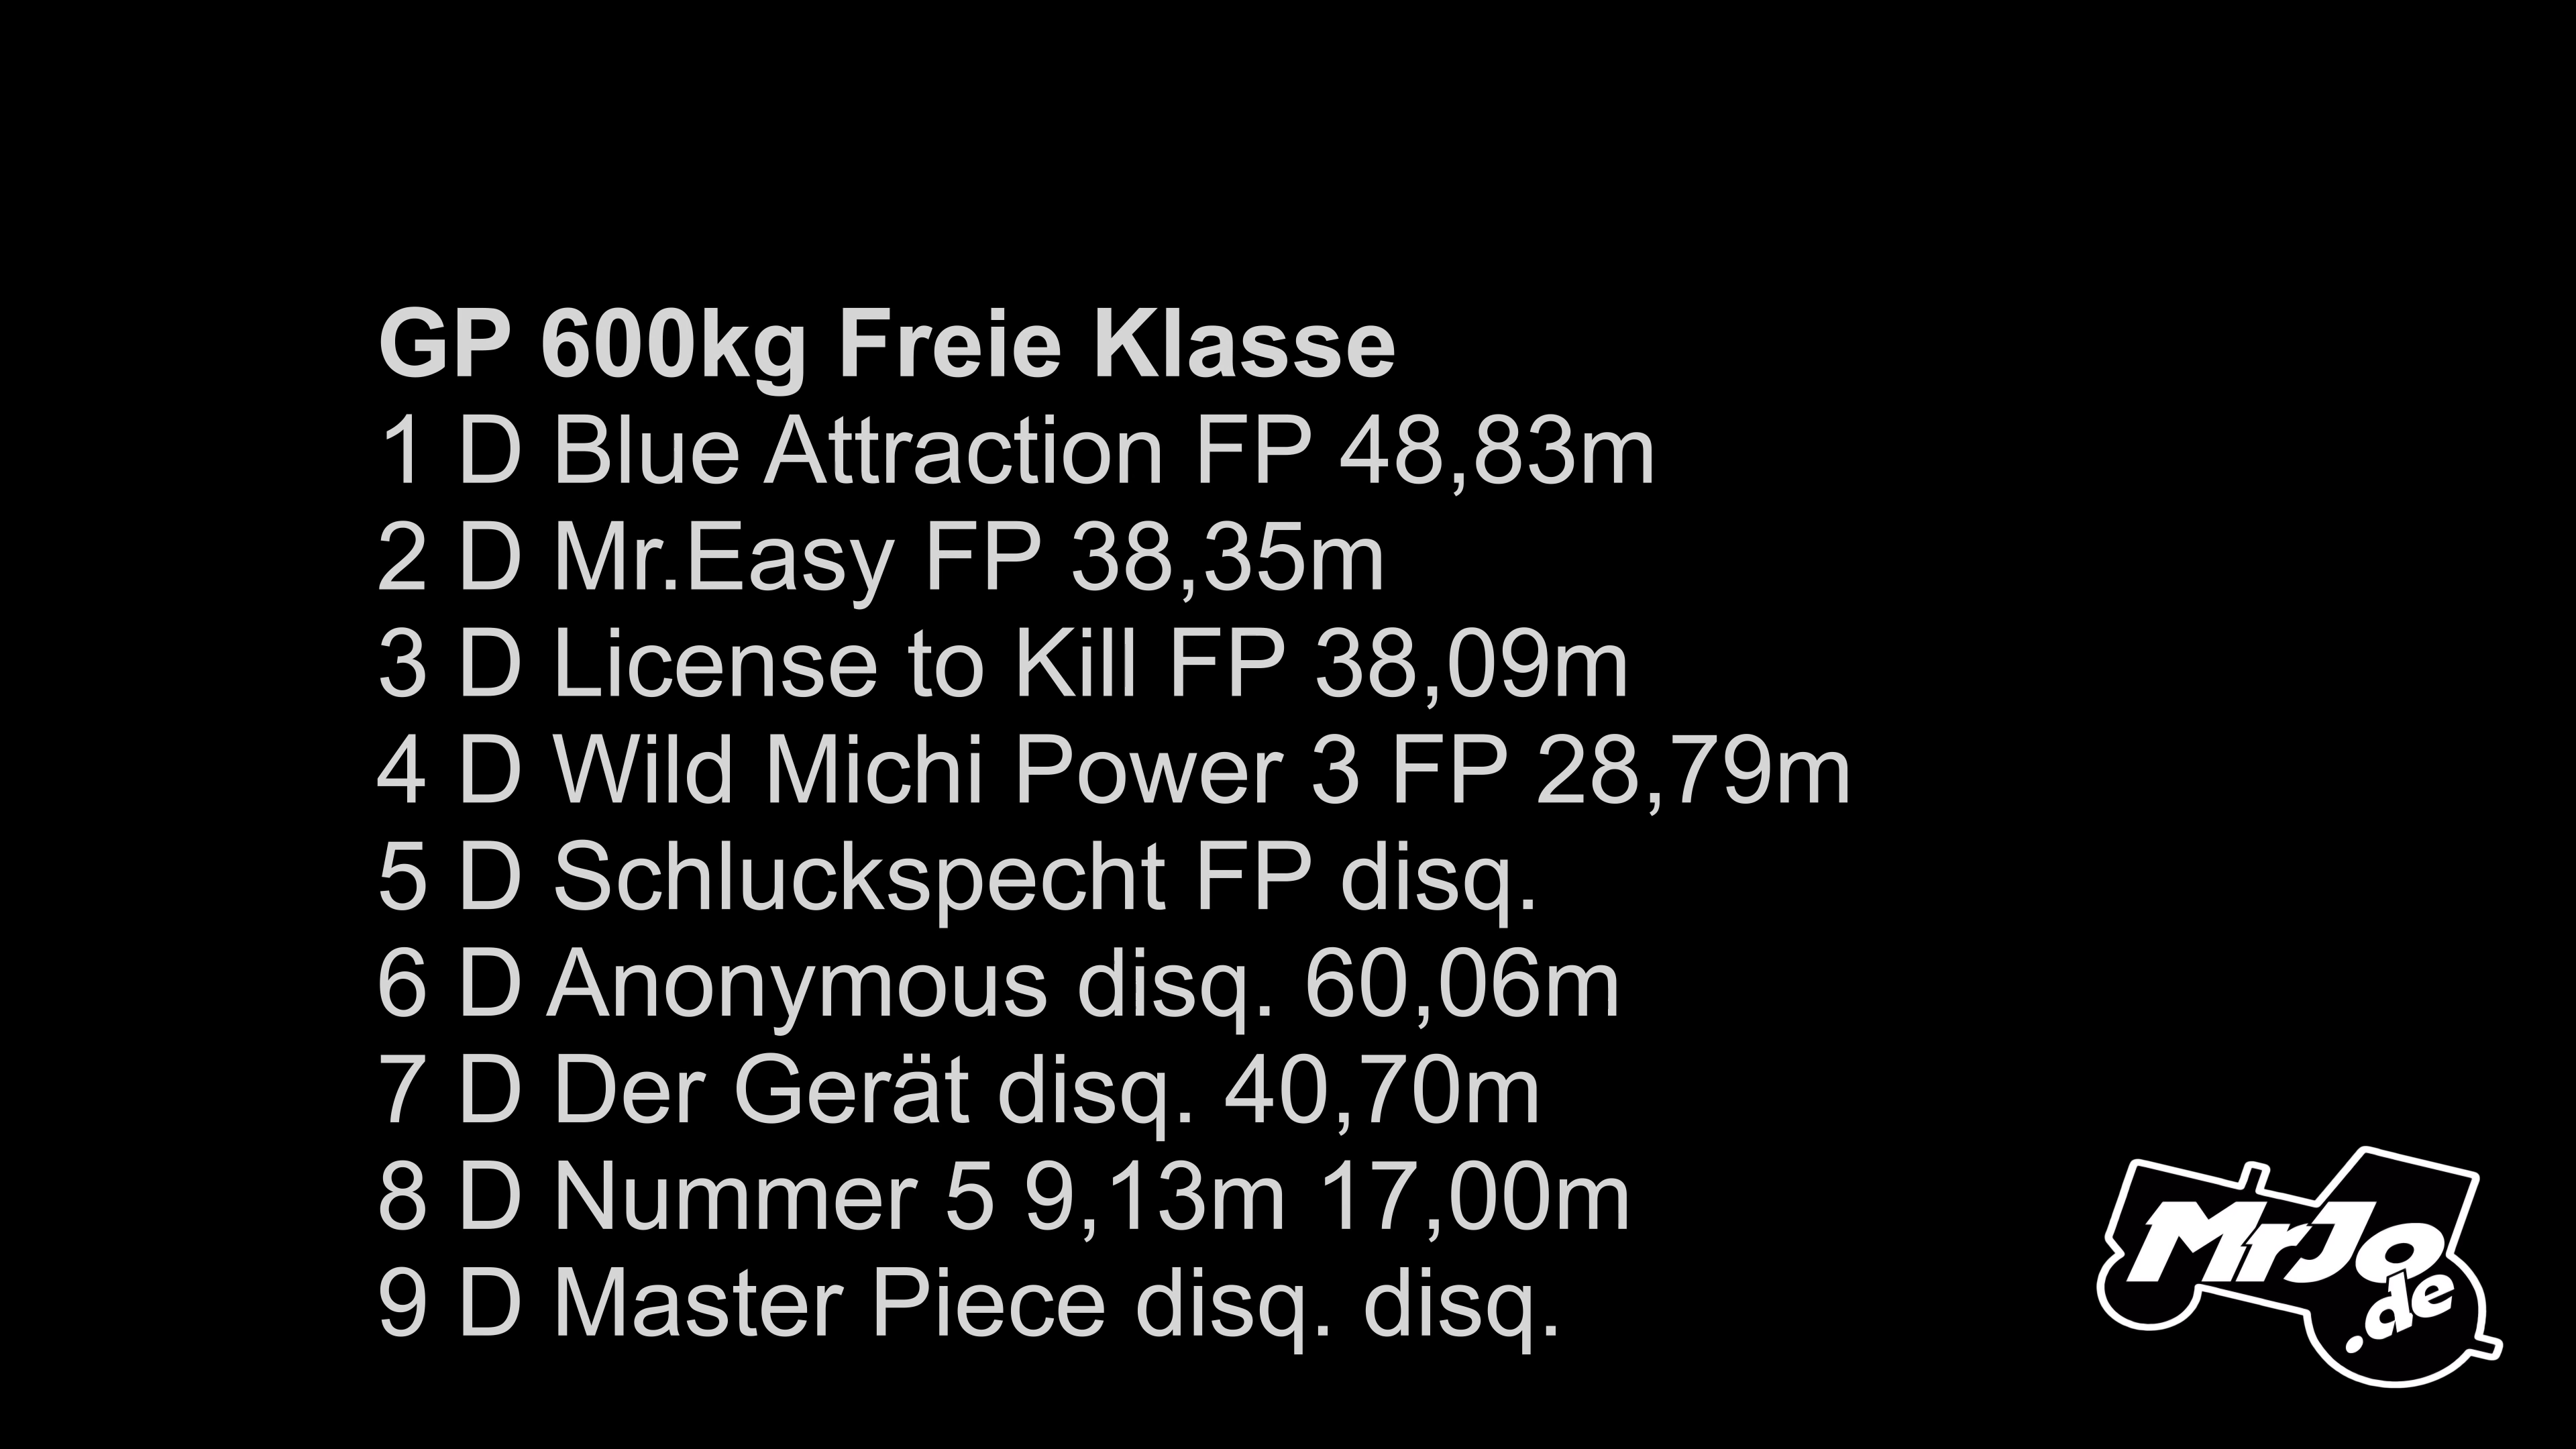 GP 600kg Freie Klasse
1 D Blue Attraction FP 48,83m
2 D Mr.Easy FP 38,35m
3 D License to Kill FP 38,09m
4 D Wild Michi Power 3 FP 28,79m
5 D Schluckspecht FP disq.
6 D Anonymous disq. 60,06m
7 D Der Gerät disq. 40,70m
8 D Nummer 5 9,13m 17,00m
9 D Master Piece disq. disq.
MrJo
.de